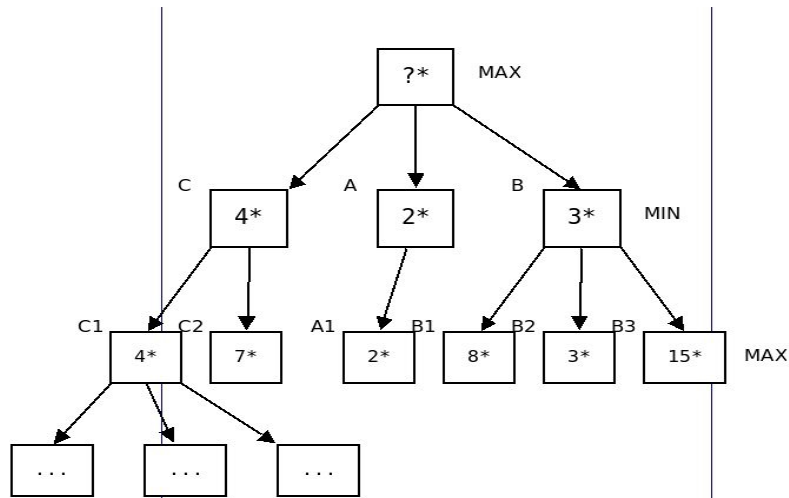 ?* MAX
C A B
4* 2* 3* MIN
C1 C2 A1 B1 B2 B3
4* 7* 2* 8* 3* 15* MAX
... ... ...